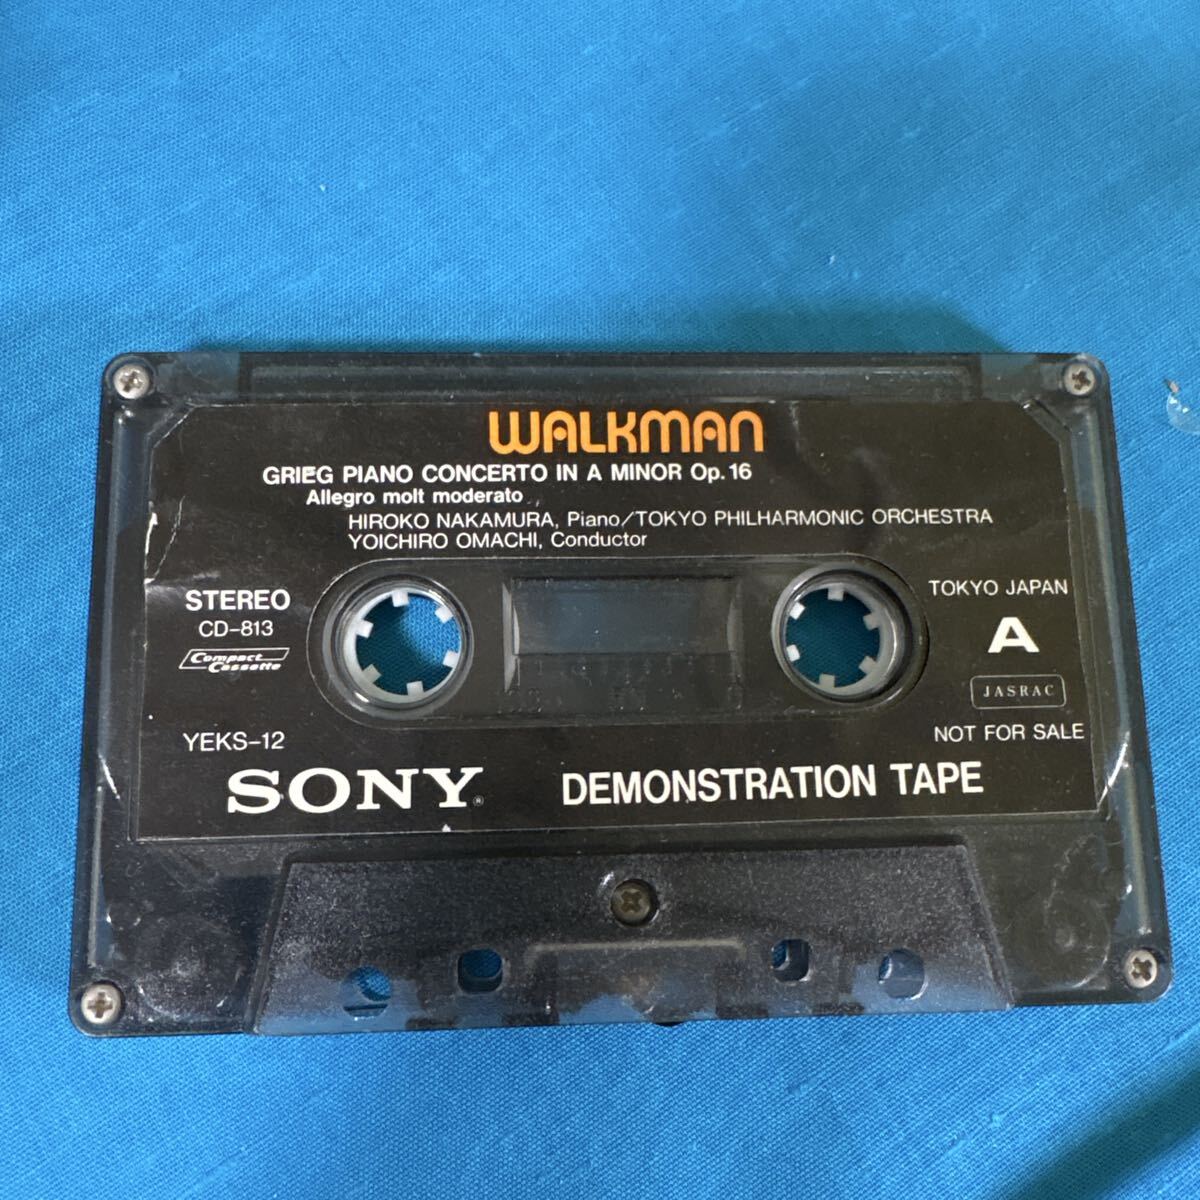 WALKMAN
GRIEG PIANO CONCERTO IN A MINOR Op.16
Allegro molt moderato
HIROKO NAKAMURA, Piano/TOKYO PHILHARMONIC ORCHESTRA
YOICHIRO OMACHI, Conductor
STEREO
CD-813
Compact Cassette
YEKS-12
TOKYO JAPAN
A
JASRAC
NOT FOR SALE
SONY®
DEMONSTRATION TAPE